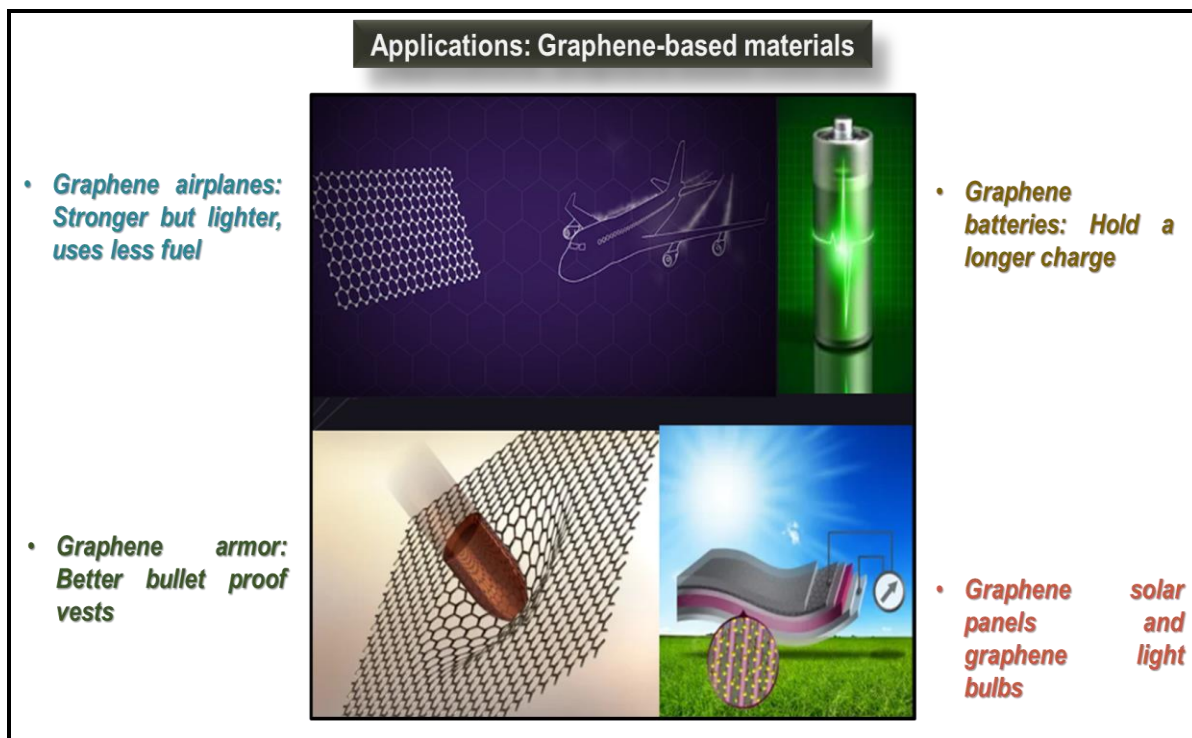 Applications: Graphene-based materials
• Graphene airplanes:
Stronger but lighter,
uses less fuel
• Graphene
batteries: Hold a
longer charge
• Graphene armor:
Better bullet proof
vests
• Graphene solar
panels and
graphene light
bulbs